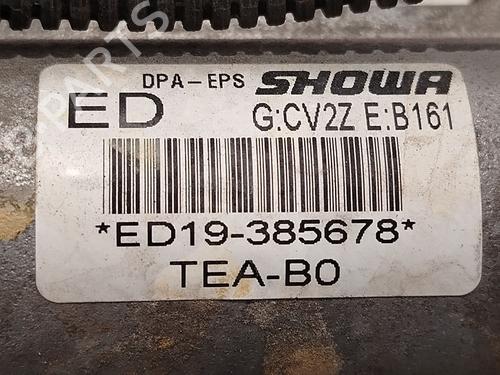 DPA-EPS SHOWA
ED G:CV2Z E:B161
*ED19-385678*
TEA-B0